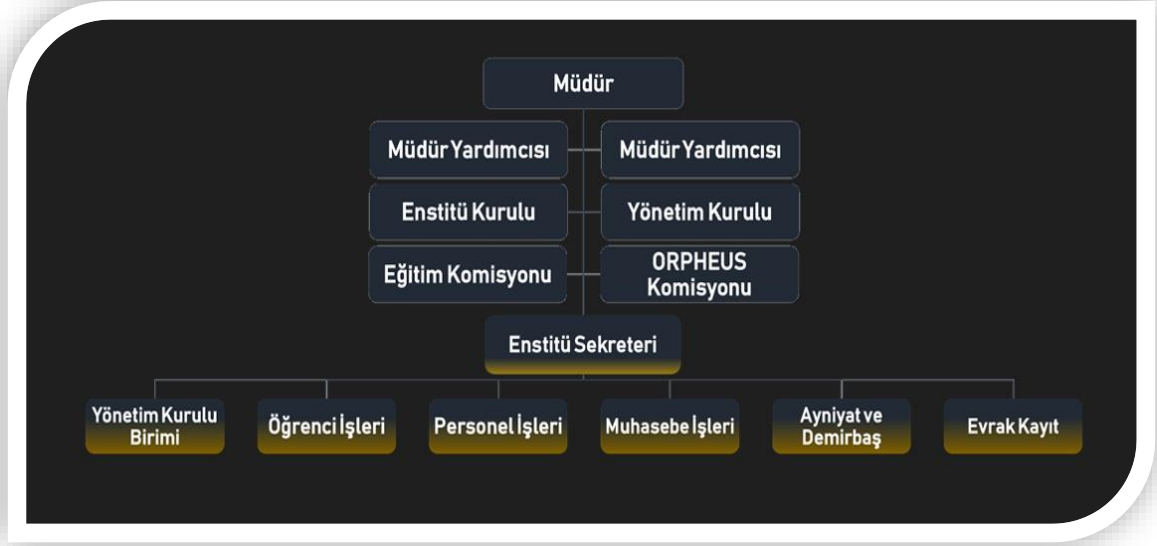 Müdür
Müdür Yardımcısı
Müdür Yardımcısı
Enstitü Kurulu
Yönetim Kurulu
Eğitim Komisyonu
ORPHEUS
Komisyonu
Enstitü Sekreteri
Yönetim Kurulu
Birimi
Öğrenci İşleri
Personel İşleri
Muhasebe İşleri
Ayniyat ve
Demirbaş
Evrak Kayıt